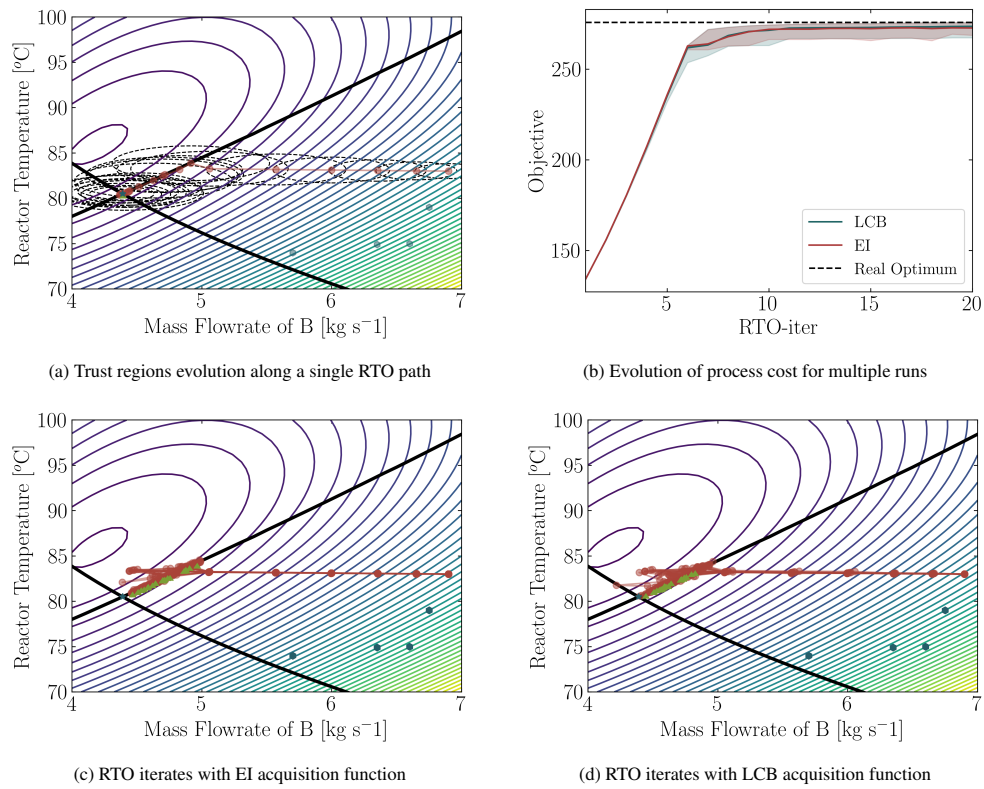 100
95
90
85
80
75
70
Reactor Temperature [°C]
4 5 6 7
Mass Flowrate of B [kg s−1]
(a) Trust regions evolution along a single RTO path
250
200
150
Objective
LCB
EI
Real Optimum
5 10 15 20
RTO-iter
(b) Evolution of process cost for multiple runs
100
95
90
85
80
75
70
Reactor Temperature [°C]
4 5 6 7
Mass Flowrate of B [kg s−1]
(c) RTO iterates with EI acquisition function
100
95
90
85
80
75
70
Reactor Temperature [°C]
4 5 6 7
Mass Flowrate of B [kg s−1]
(d) RTO iterates with LCB acquisition function